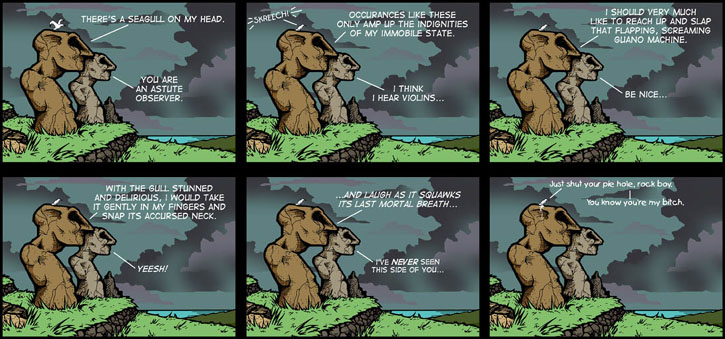 THERE'S A SEAGULL ON MY HEAD.
YOU ARE
AN ASTUTE
OBSERVER.
SKREECH!
OCCURANCES LIKE THESE
ONLY AMP UP THE INDIGNITIES
OF MY IMMOBILE STATE.
I THINK
I HEAR VIOLINS...
I SHOULD VERY MUCH
LIKE TO REACH UP AND SLAP
THAT FLAPPING, SCREAMING
GUANO MACHINE.
BE NICE...
WITH THE GULL STUNNED
AND DELIRIOUS, I WOULD TAKE
IT GENTLY IN MY FINGERS AND
SNAP ITS ACCURSED NECK.
YEESH!
...AND LAUGH AS IT SQUAWKS
ITS LAST MORTAL BREATH...
I'VE NEVER SEEN
THIS SIDE OF YOU...
Just shut your pie hole, rock boy.
You know you're my bitch.